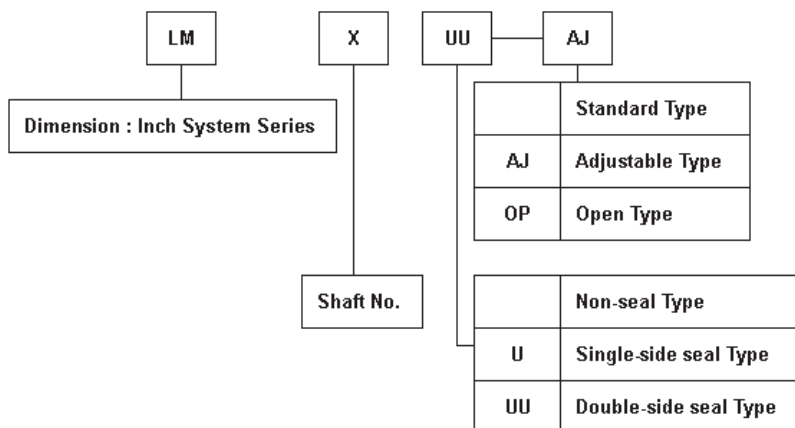 LM X UU AJ
Dimension : Inch System Series
Standard Type
AJ Adjustable Type
OP Open Type
Shaft No.
Non-seal Type
U Single-side seal Type
UU Double-side seal Type